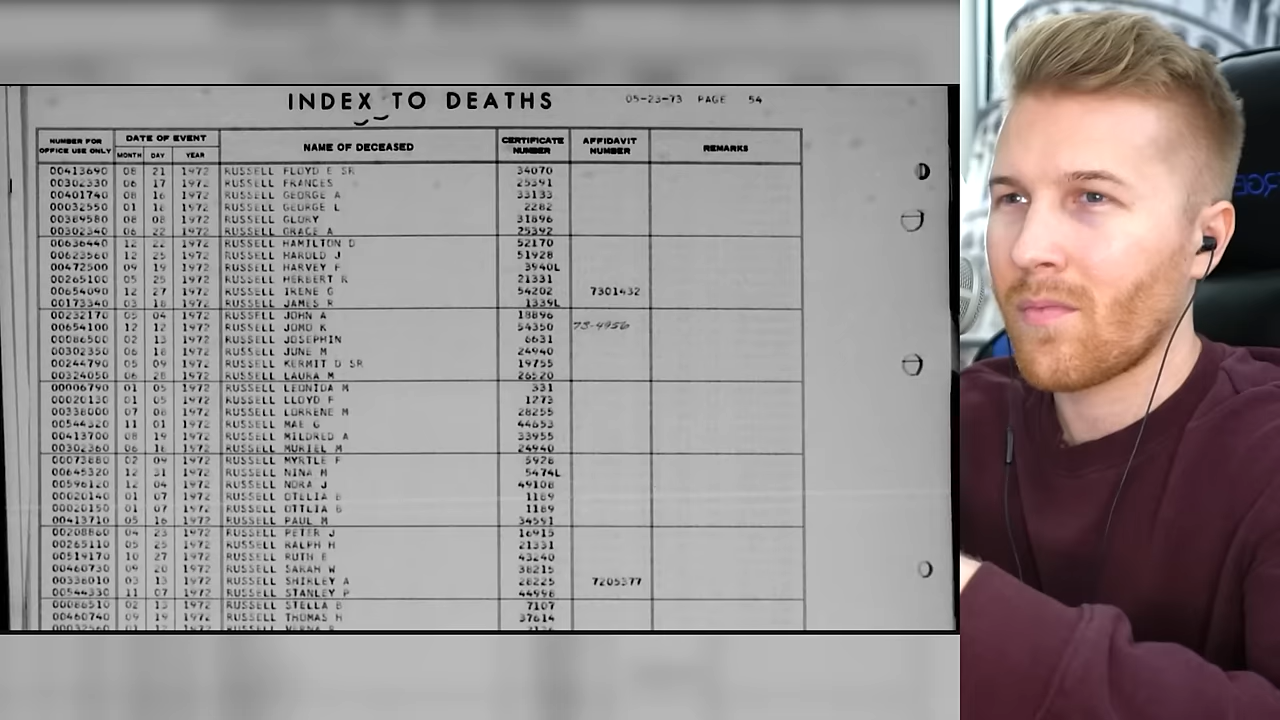 INDEX TO DEATHS 05-23-73 PAGE 54
NUMBER FOR OFFICE USE ONLY DATE OF EVENT MONTH DAY YEAR NAME OF DECEASED CERTIFICATE NUMBER AFFIDAVIT NUMBER REMARKS
00413690 08 21 1972 RUSSELL FLOYD E SR 34070
00302330 06 17 1972 RUSSELL FRANCES 25391
00401740 08 16 1972 RUSSELL GEORGE A 33133
00032550 01 18 1972 RUSSELL GEORGE L 2282
00389580 08 08 1972 RUSSELL GLORY 31896
00302340 06 22 1972 RUSSELL GRACE A 25392
00636440 12 22 1972 RUSSELL HAMILTON D 52170
00623560 12 25 1972 RUSSELL HAROLD J 51928
00472500 09 19 1972 RUSSELL HARVEY F 3940L
00265100 05 25 1972 RUSSELL HERBERT R 21331
00654090 12 27 1972 RUSSELL IRENE G 54202 7301432
00173340 03 18 1972 RUSSELL JAMES R 1339L
00232170 05 04 1972 RUSSELL JOHN A 18896
00654100 12 12 1972 RUSSELL JOMO K 54350 73-4956
00086500 02 13 1972 RUSSELL JOSEPHIN 6631
00302350 06 18 1972 RUSSELL JUNE M 24940
00244790 05 09 1972 RUSSELL KERMIT D SR 19755
00324050 06 28 1972 RUSSELL LAURA M 26520
00006790 01 05 1972 RUSSELL LEONIDA M 331
00020130 01 05 1972 RUSSELL LLOYD F 1273
00338000 07 08 1972 RUSSELL LORRENE M 28255
00544320 11 01 1972 RUSSELL MAE G 44653
00413700 08 19 1972 RUSSELL MILDRED A 33955
00302360 06 18 1972 RUSSELL MURIEL M 24940
00073880 02 09 1972 RUSSELL MYRTLE F 5928
00645320 12 31 1972 RUSSELL NINA M 5474L
00596120 12 04 1972 RUSSELL NORA J 49108
00020140 01 07 1972 RUSSELL OTELIA B 1189
00020150 01 07 1972 RUSSELL OTTLIA B 1189
00413710 05 16 1972 RUSSELL PAUL M 34591
00208860 04 23 1972 RUSSELL PETER J 16915
00265110 05 25 1972 RUSSELL RALPH H 21331
00519170 10 27 1972 RUSSELL RUTH E 43240
00460730 09 20 1972 RUSSELL SARAH W 38215
00338010 03 13 1972 RUSSELL SHIRLEY A 28225 7205377
00544330 11 07 1972 RUSSELL STANLEY P 44998
00086510 02 13 1972 RUSSELL STELLA B 7107
00460740 09 19 1972 RUSSELL THOMAS H 37614